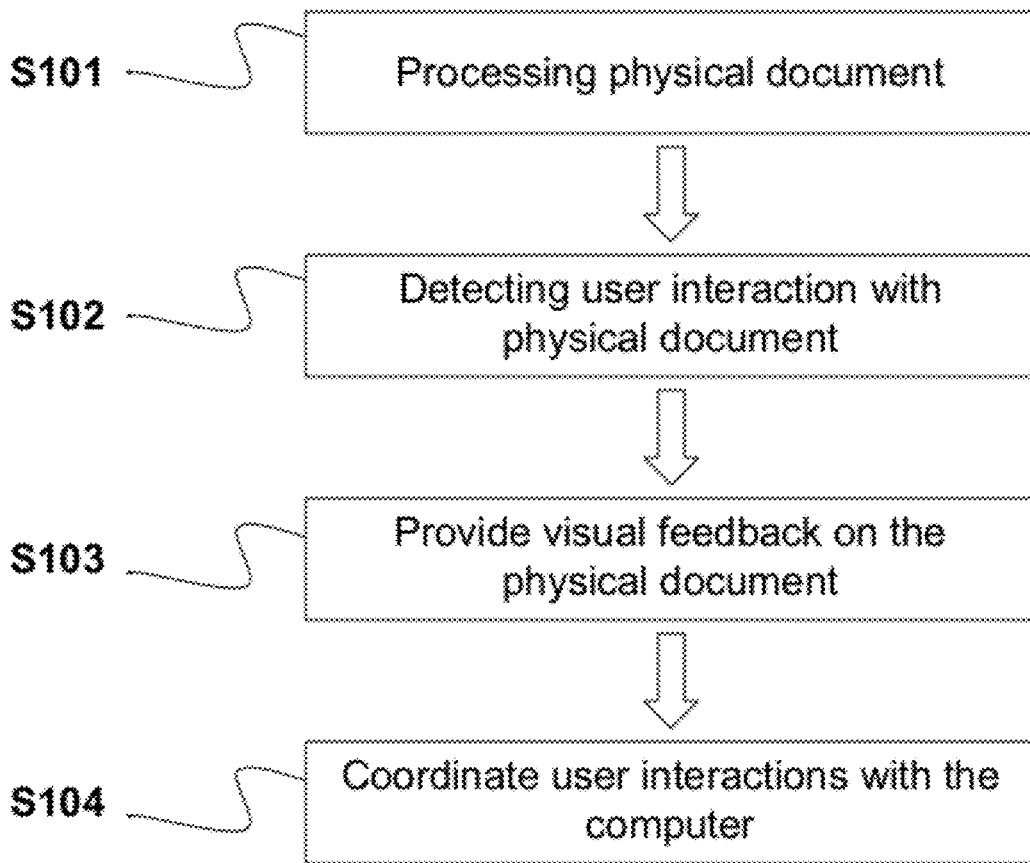 S101
Processing physical document
S102
Detecting user interaction with
physical document
S103
Provide visual feedback on the
physical document
S104
Coordinate user interactions with the
computer